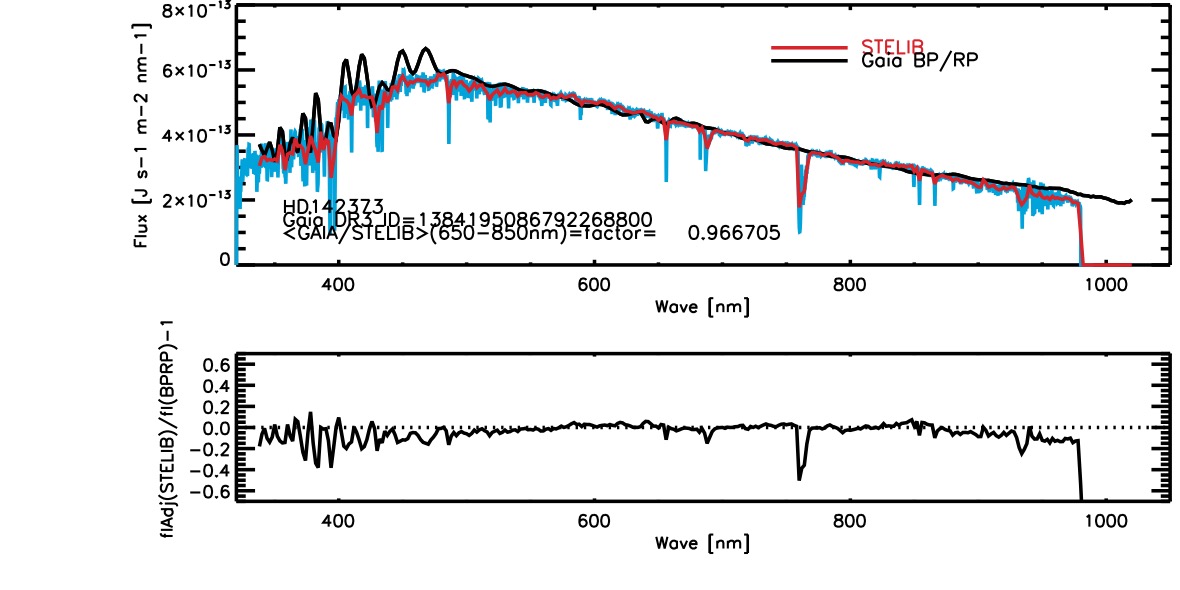 8×10−13
6×10−13
4×10−13
2×10−13
0
Flux [J s−1 m−2 nm−1]
STELIB
Gaia BP/RP
HD142373
Gaia DR3 ID=1384195086792268800
<GAIA/STELIB>(650−850nm)=factor= 0.966705
400 600 800 1000
Wave [nm]
flAdj(STELIB)/fl(BPRP)−1
0.6
0.4
0.2
0.0
−0.2
−0.4
−0.6
400 600 800 1000
Wave [nm]